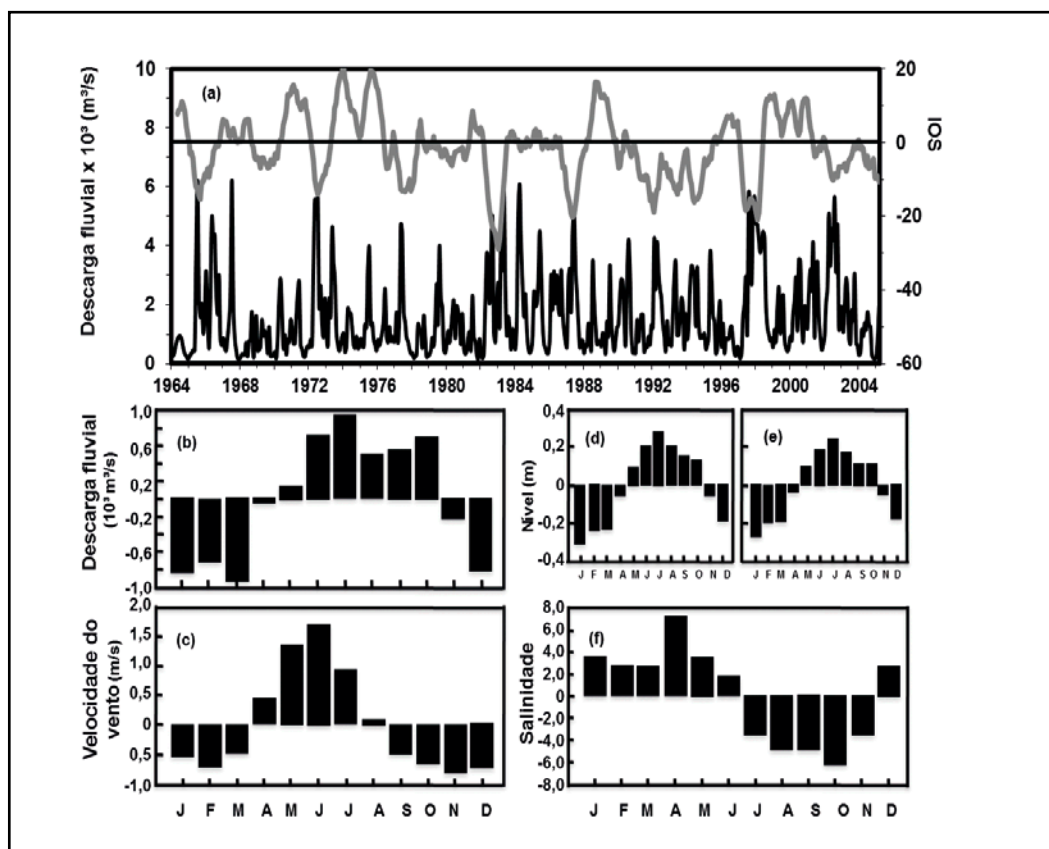 (a)
Descarga fluvial x 10³ (m³/s)
10
8
6
4
2
0
IOS
20
0
-20
-40
-60
1964 1968 1972 1976 1980 1984 1988 1992 1996 2000 2004
(b)
Descarga fluvial
(10³ m³/s)
1,0
0,6
0,2
-0,2
-0,6
-1,0
(d)
Nível (m)
0,4
0,2
0
-0,2
-0,4
J F M A M J J A S O N D
(e)
J F M A M J J A S O N D
(c)
Velocidade do
vento (m/s)
2,0
1,0
0,5
0
0,5
-1,0
J F M A M J J A S O N D
(f)
Salinidade
8,0
6,0
4,0
2,0
0
-2,0
-4,0
-6,0
-8,0
J F M A M J J A S O N D